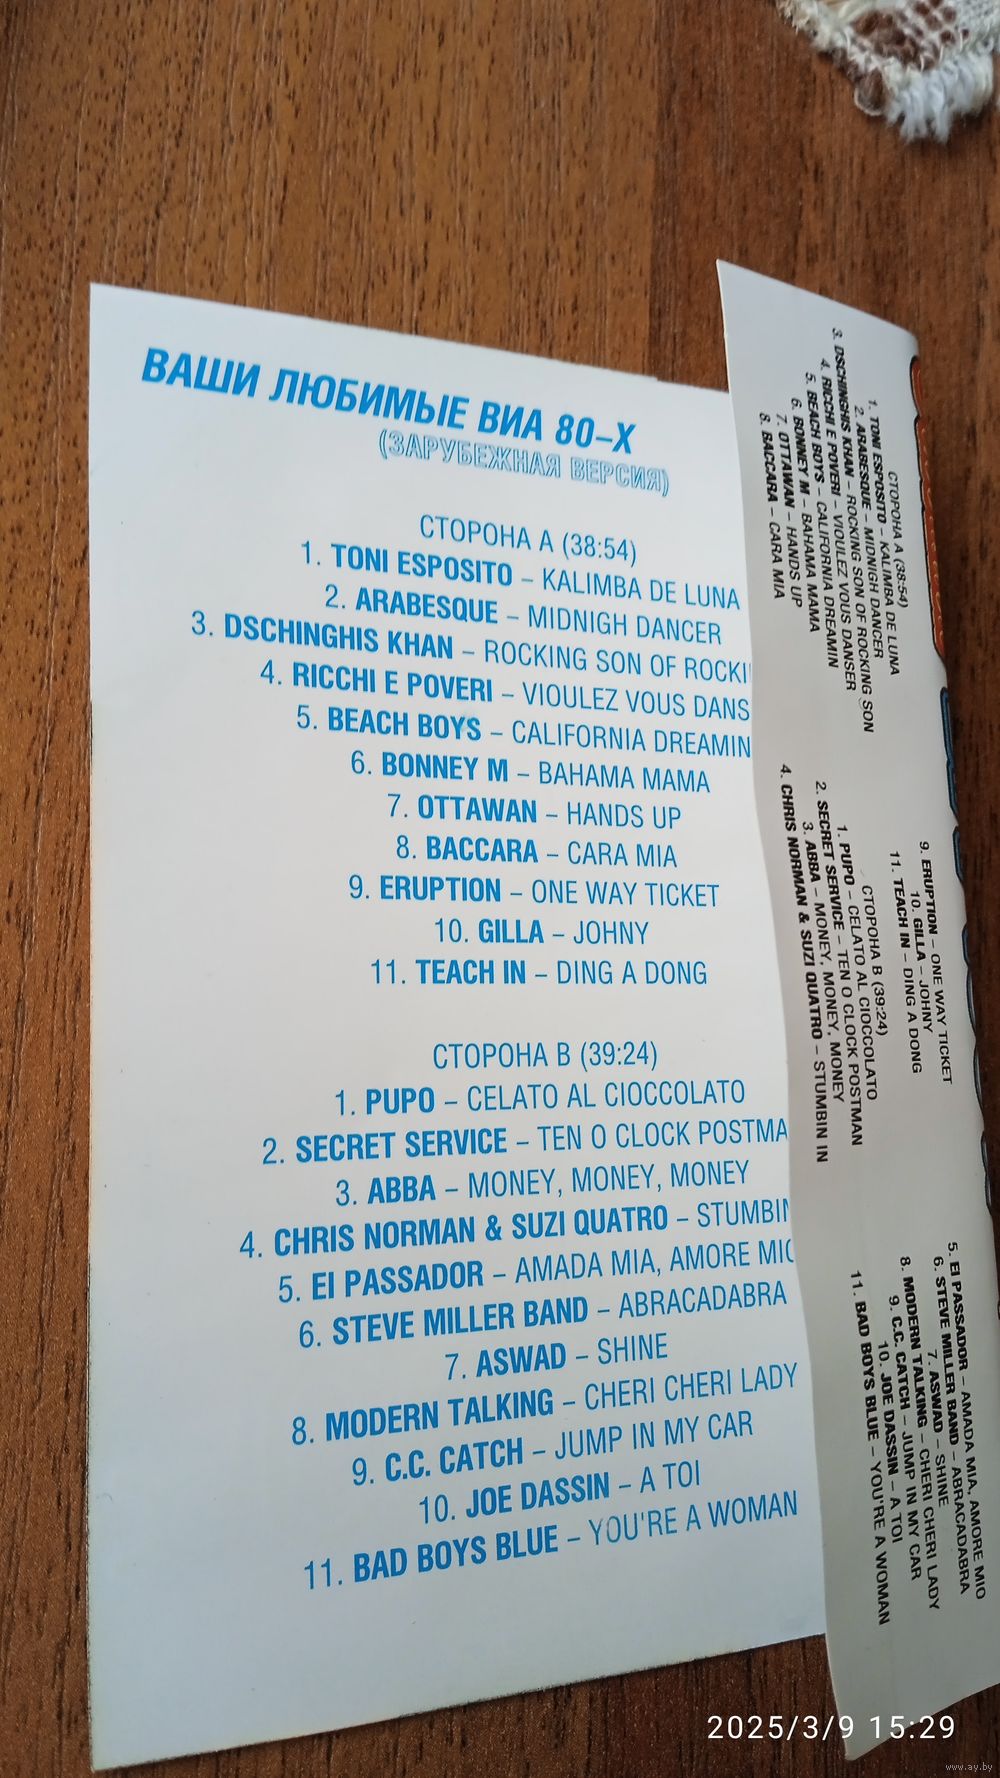 ВАШИ ЛЮБИМЫЕ ВИА 80-Х
(ЗАРУБЕЖНАЯ ВЕРСИЯ)
СТОРОНА А (38:54)
1. TONI ESPOSITO – KALIMBA DE LUNA
2. ARABESQUE – MIDNIGH DANCER
3. DSCHINGHIS KHAN – ROCKING SON OF ROCKI
4. RICCHI E POVERI – VIOULEZ VOUS DANS
5. BEACH BOYS – CALIFORNIA DREAMIN
6. BONNEY M – BAHAMA MAMA
7. OTTAWAN – HANDS UP
8. BACCARA – CARA MIA
9. ERUPTION – ONE WAY TICKET
10. GILLA – JOHNY
11. TEACH IN – DING A DONG
СТОРОНА В (39:24)
1. PUPO – CELATO AL CIOCCOLATO
2. SECRET SERVICE – TEN O CLOCK POSTMA
3. ABBA – MONEY, MONEY, MONEY
4. CHRIS NORMAN & SUZI QUATRO – STUMBIN
5. EI PASSADOR – AMADA MIA, AMORE MIO
6. STEVE MILLER BAND – ABRACADABRA
7. ASWAD – SHINE
8. MODERN TALKING – CHERI CHERI LADY
9. C.C. CATCH – JUMP IN MY CAR
10. JOE DASSIN – A TOI
11. BAD BOYS BLUE – YOU'RE A WOMAN
СТОРОНА А (38:54)
1. TONI ESPOSITO – KALIMBA DE LUNA
2. ARABESQUE – MIDNIGH DANCER
3. DSCHINGHIS KHAN – ROCKING SON OF ROCKING SON
4. RICCHI E POVERI – VIOULEZ VOUS DANSER
5. BEACH BOYS – CALIFORNIA DREAMIN
6. BONNEY M – BAHAMA MAMA
7. OTTAWAN – HANDS UP
8. BACCARA – CARA MIA
9. ERUPTION – ONE WAY TICKET
10. GILLA – JOHNY
11. TEACH IN – DING A DONG
СТОРОНА В (39:24)
1. PUPO – CELATO AL CIOCCOLATO
2. SECRET SERVICE – TEN O CLOCK POSTMAN
3. ABBA – MONEY, MONEY, MONEY
4. CHRIS NORMAN & SUZI QUATRO – STUMBIN IN
5. EI PASSADOR – AMADA MIA, AMORE MIO
6. STEVE MILLER BAND – ABRACADABRA
7. ASWAD – SHINE
8. MODERN TALKING – CHERI CHERI LADY
9. C.C. CATCH – JUMP IN MY CAR
10. JOE DASSIN – A TOI
11. BAD BOYS BLUE – YOU'RE A WOMAN
2025/3/9 15:29
www.ay.by